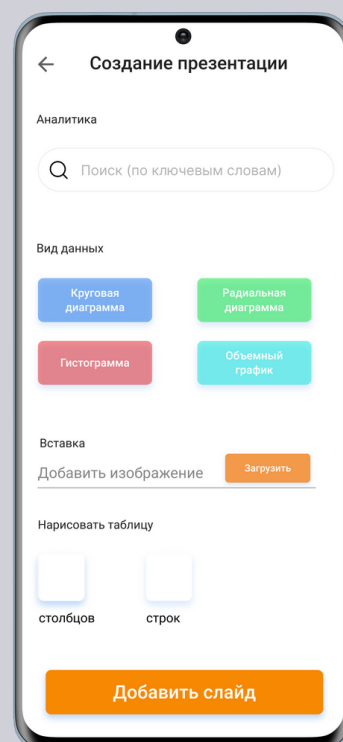 Создание презентации
Аналитика
Поиск (по ключевым словам)
Вид данных
Круговая
диаграмма
Радиальная
диаграмма
Гистограмма
Объемный
график
Вставка
Добавить изображение
Загрузить
Нарисовать таблицу
столбцов
строк
Добавить слайд